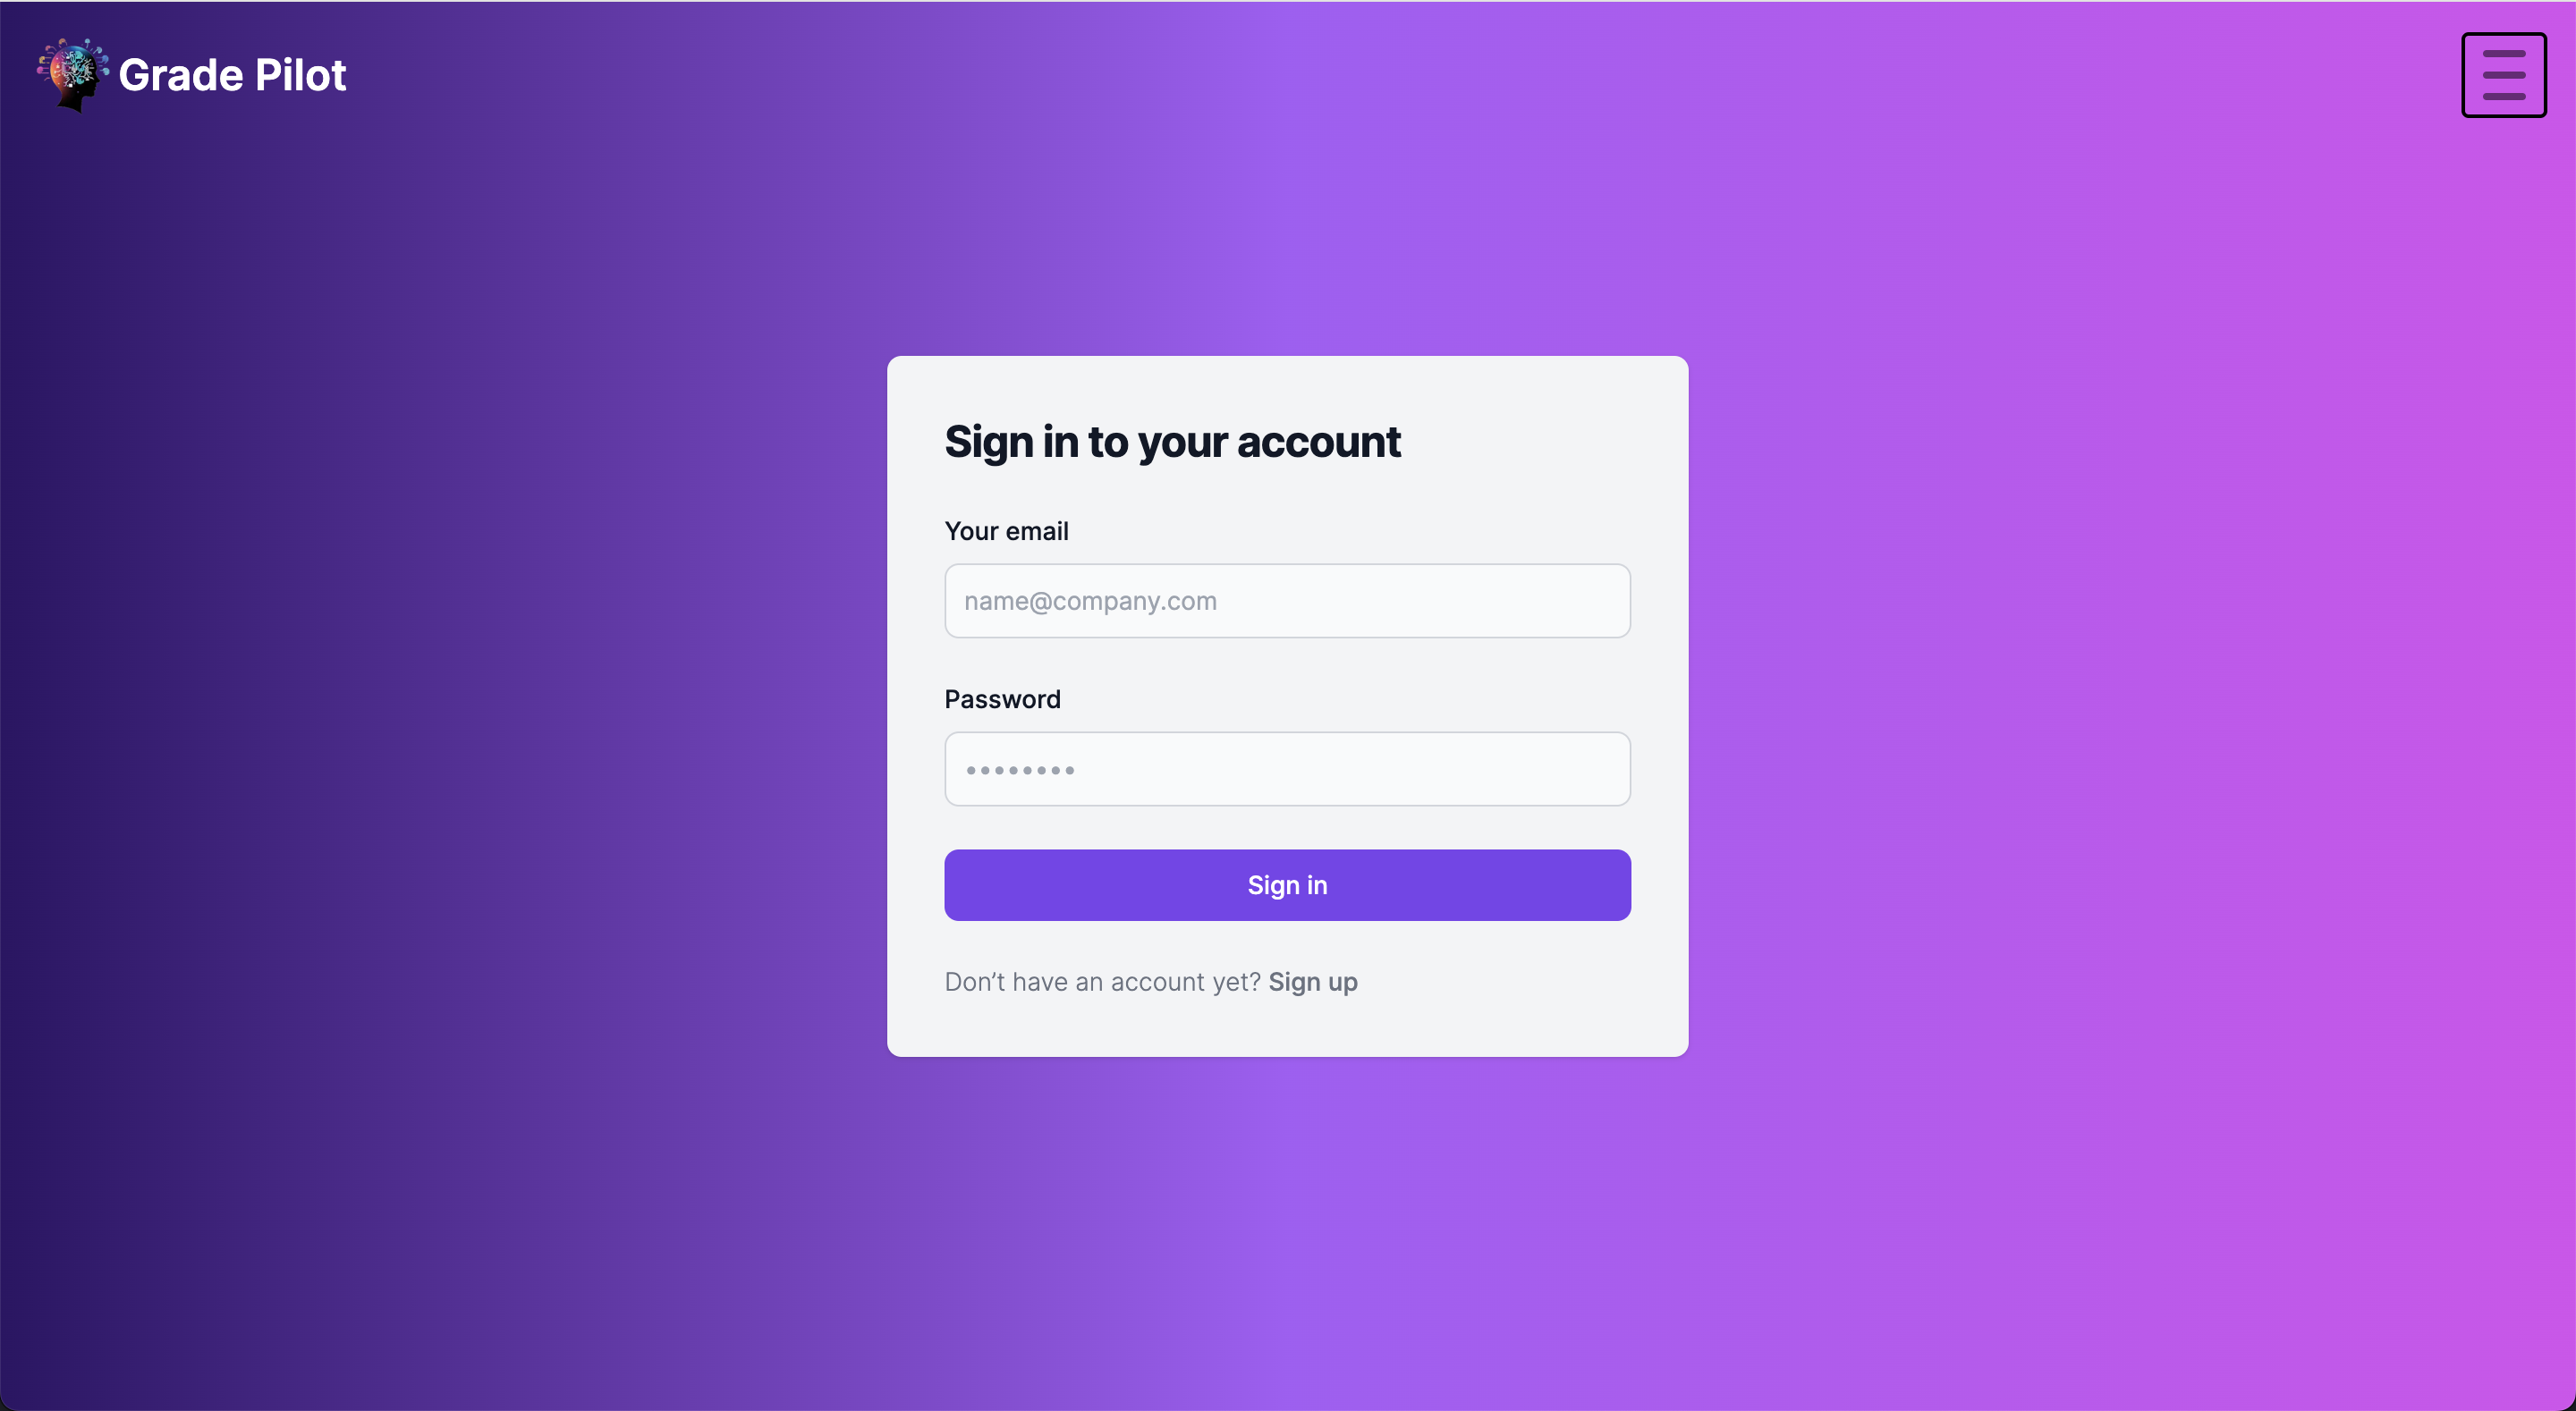 Grade Pilot
Sign in to your account
Your email
name@company.com
Password
••••••••
Sign in
Don’t have an account yet? Sign up